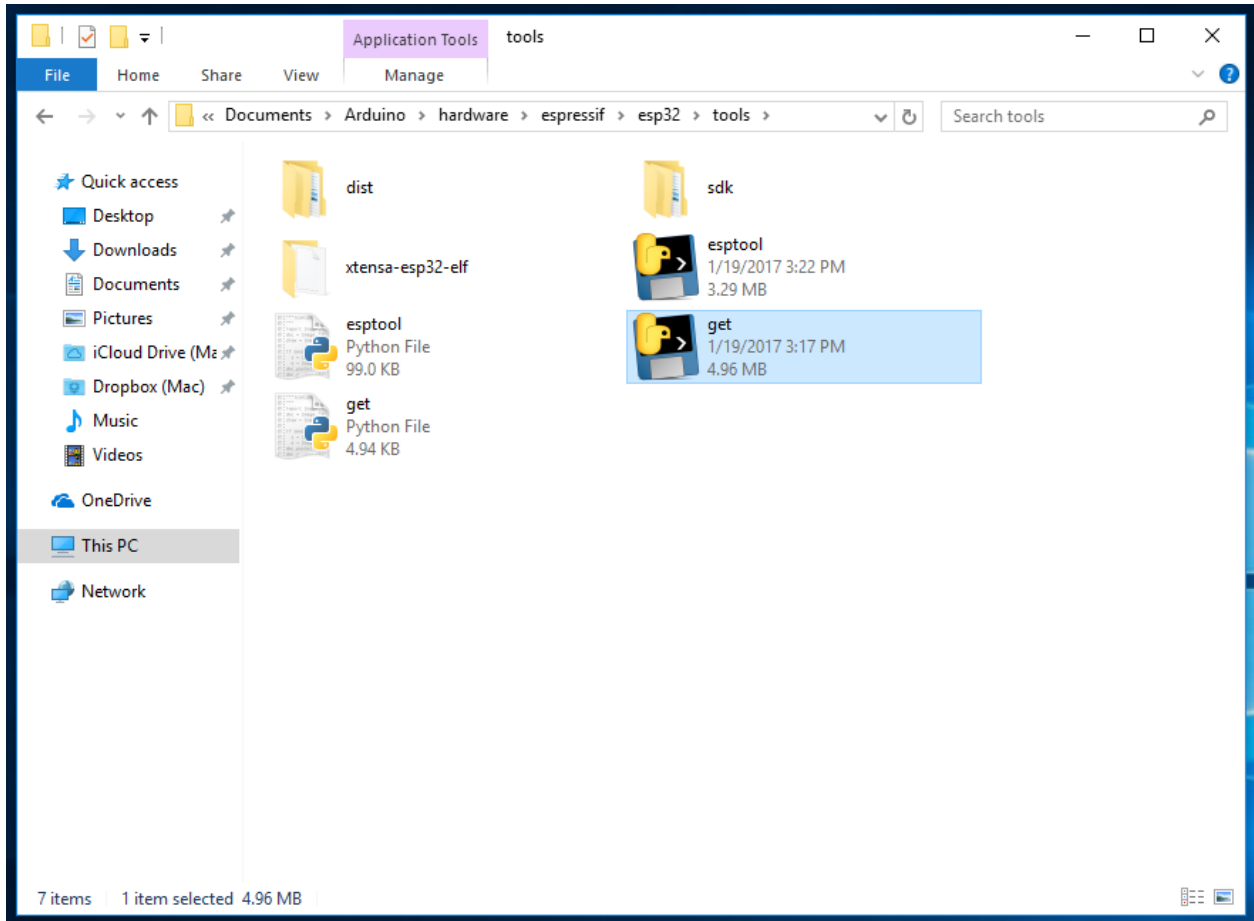 Application Tools tools
File Home Share View Manage
« Documents › Arduino › hardware › espressif › esp32 › tools ›
Search tools
Quick access
Desktop
Downloads
Documents
Pictures
iCloud Drive (Ma
Dropbox (Mac)
Music
Videos
OneDrive
This PC
Network
dist
sdk
xtensa-esp32-elf
esptool
1/19/2017 3:22 PM
3.29 MB
esptool
Python File
99.0 KB
get
1/19/2017 3:17 PM
4.96 MB
get
Python File
4.94 KB
7 items 1 item selected 4.96 MB